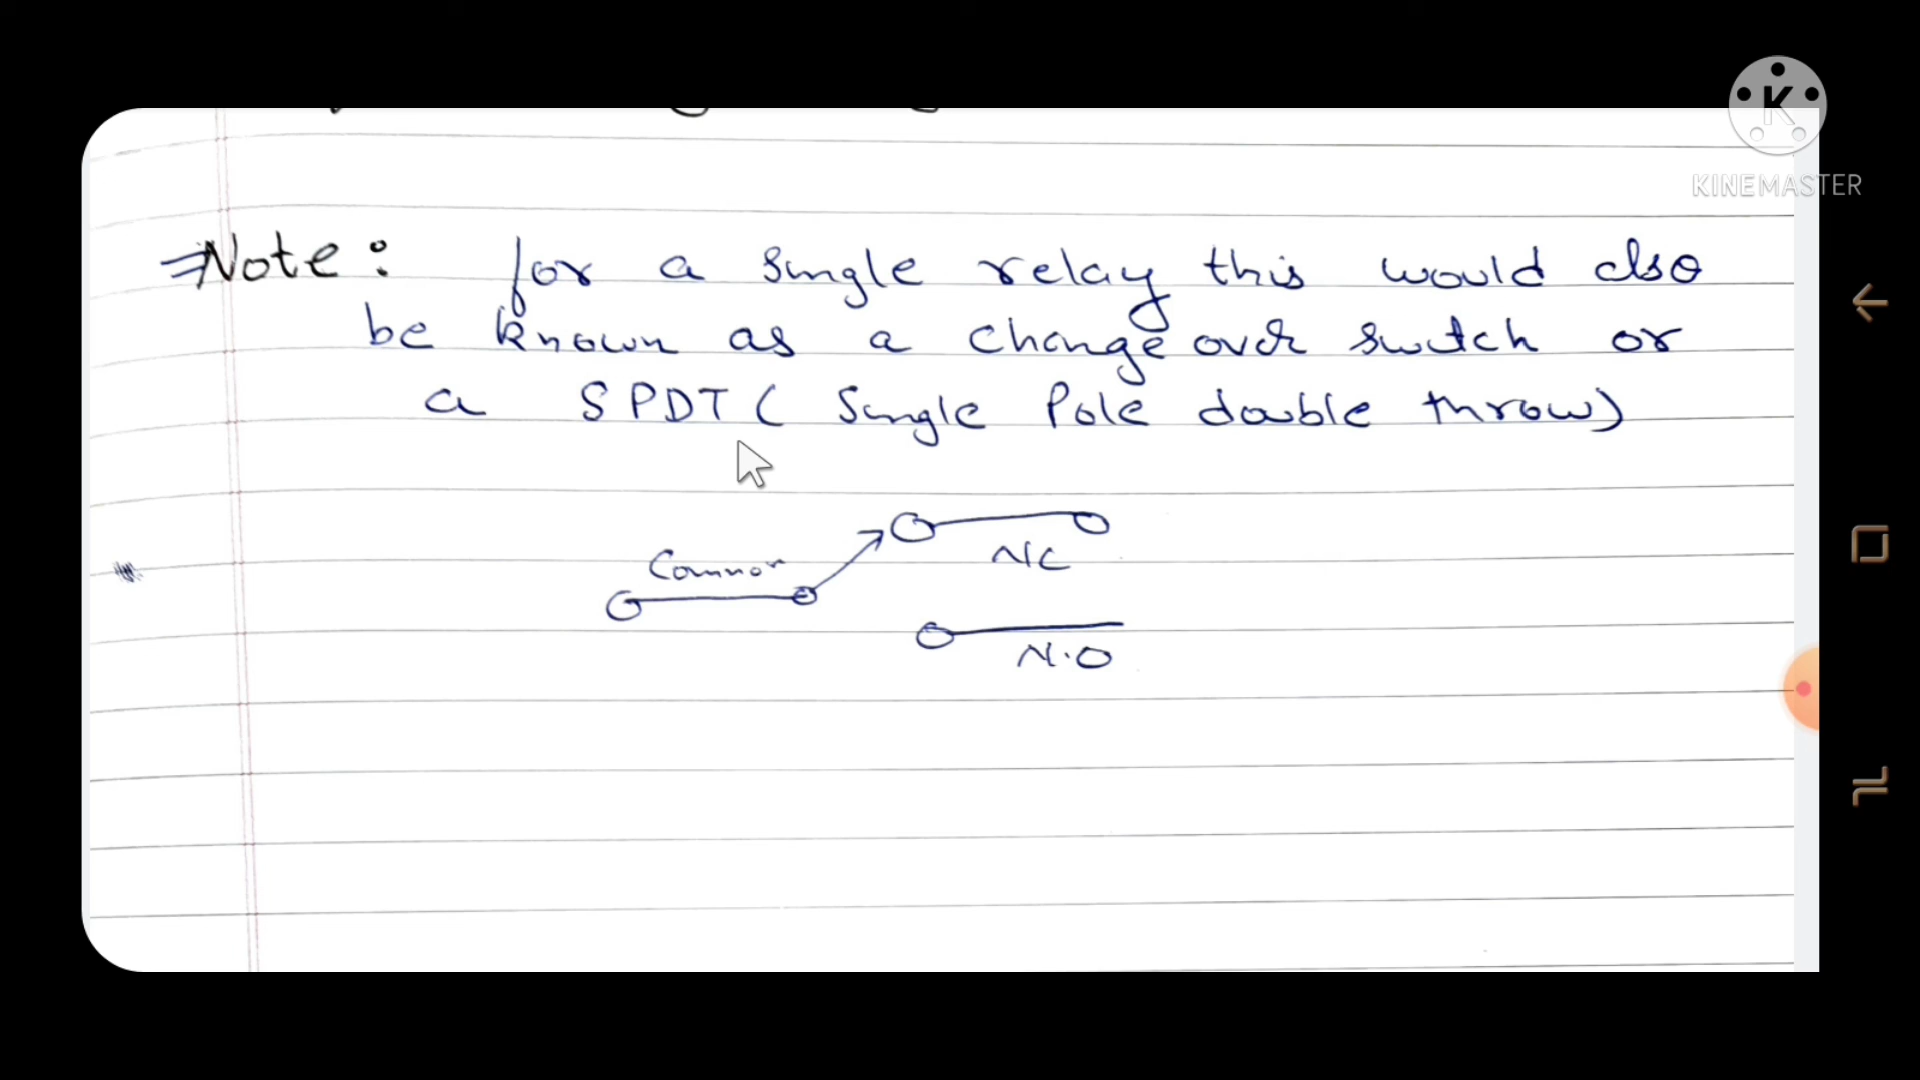 KINEMASTER
⇒Note: for a single relay this would also
be known as a change over switch or
a SPDT ( Single Pole double throw)
Common
NC
N.O